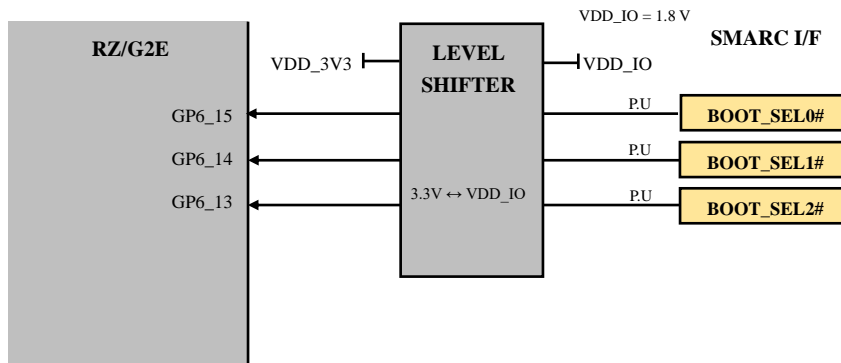 VDD_IO = 1.8 V
RZ/G2E
LEVEL
SHIFTER
SMARC I/F
VDD_3V3
VDD_IO
GP6_15
P.U
BOOT_SEL0#
GP6_14
P.U
BOOT_SEL1#
GP6_13
3.3V ↔ VDD_IO
P.U
BOOT_SEL2#